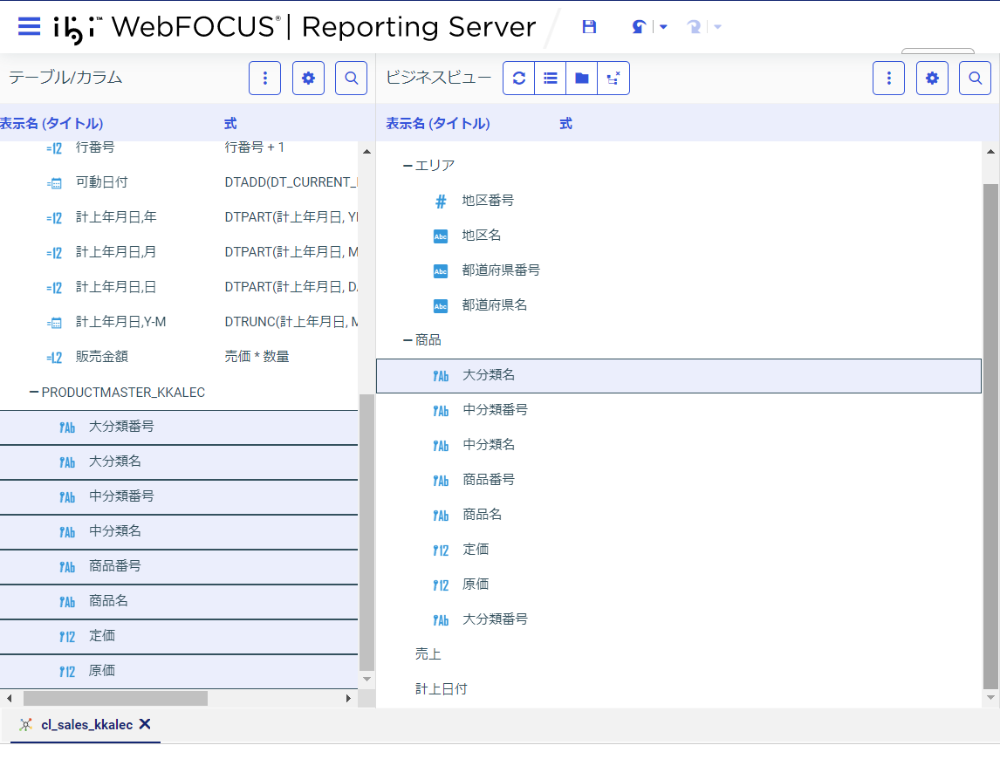 ibi™ WebFOCUS® | Reporting Server
テーブル/カラム
表示名 (タイトル) 式
行番号 行番号 + 1
可動日付 DTADD(DT_CURRENT_
計上年月日,年 DTPART(計上年月日, Y
計上年月日,月 DTPART(計上年月日, M
計上年月日,日 DTPART(計上年月日, D
計上年月日,Y-M DTRUNC(計上年月日, M
販売金額 売価 * 数量
PRODUCTMASTER_KKALEC
大分類番号
大分類名
中分類番号
中分類名
商品番号
商品名
定価
原価
ビジネスビュー
表示名 (タイトル) 式
エリア
地区番号
Abc 地区名
Abc 都道府県番号
Abc 都道府県名
商品
大分類名
中分類番号
中分類名
商品番号
商品名
定価
原価
大分類番号
売上
計上日付
cl_sales_kkalec